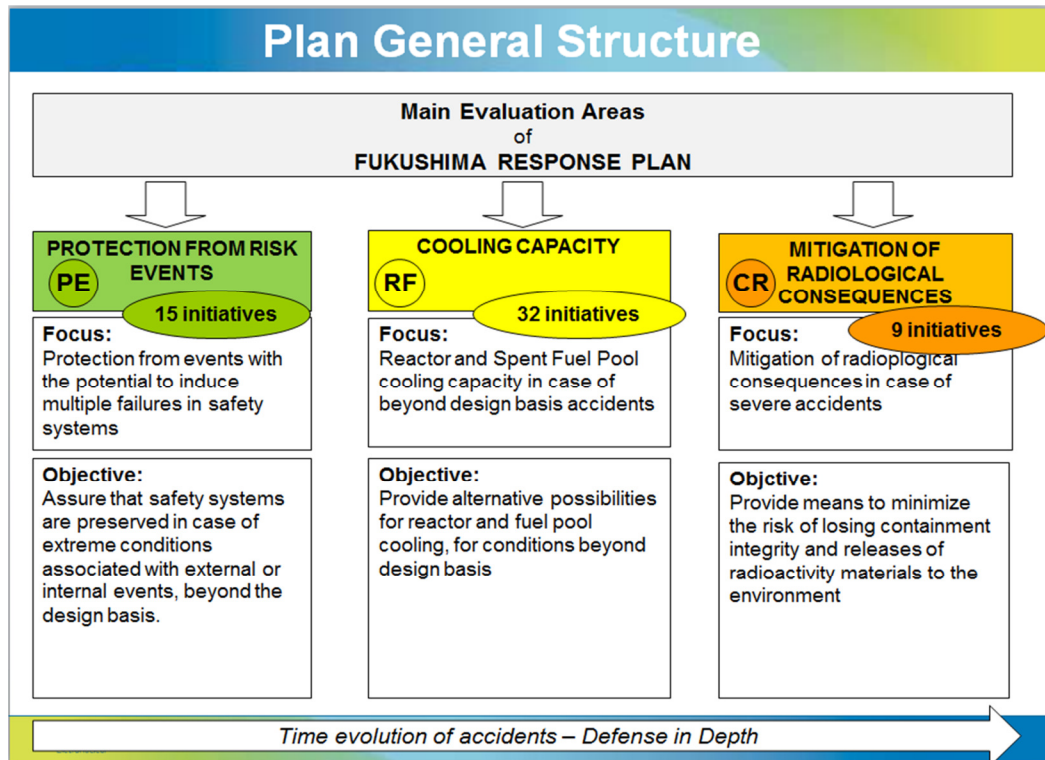 Plan General Structure
Main Evaluation Areas
of
FUKUSHIMA RESPONSE PLAN
PROTECTION FROM RISK
EVENTS
PE
15 initiatives
Focus:
Protection from events with
the potential to induce
multiple failures in safety
systems
Objective:
Assure that safety systems
are preserved in case of
extreme conditions
associated with external or
internal events, beyond the
design basis.
COOLING CAPACITY
RF
32 initiatives
Focus:
Reactor and Spent Fuel Pool
cooling capacity in case of
beyond design basis accidents
Objective:
Provide alternative possibilities
for reactor and fuel pool
cooling, for conditions beyond
design basis
MITIGATION OF
RADIOLOGICAL
CONSEQUENCES
CR
9 initiatives
Focus:
Mitigation of radioplogical
consequences in case of
severe accidents
Objctive:
Provide means to minimize
the risk of losing containment
integrity and releases of
radioactivity materials to the
environment
Time evolution of accidents – Defense in Depth